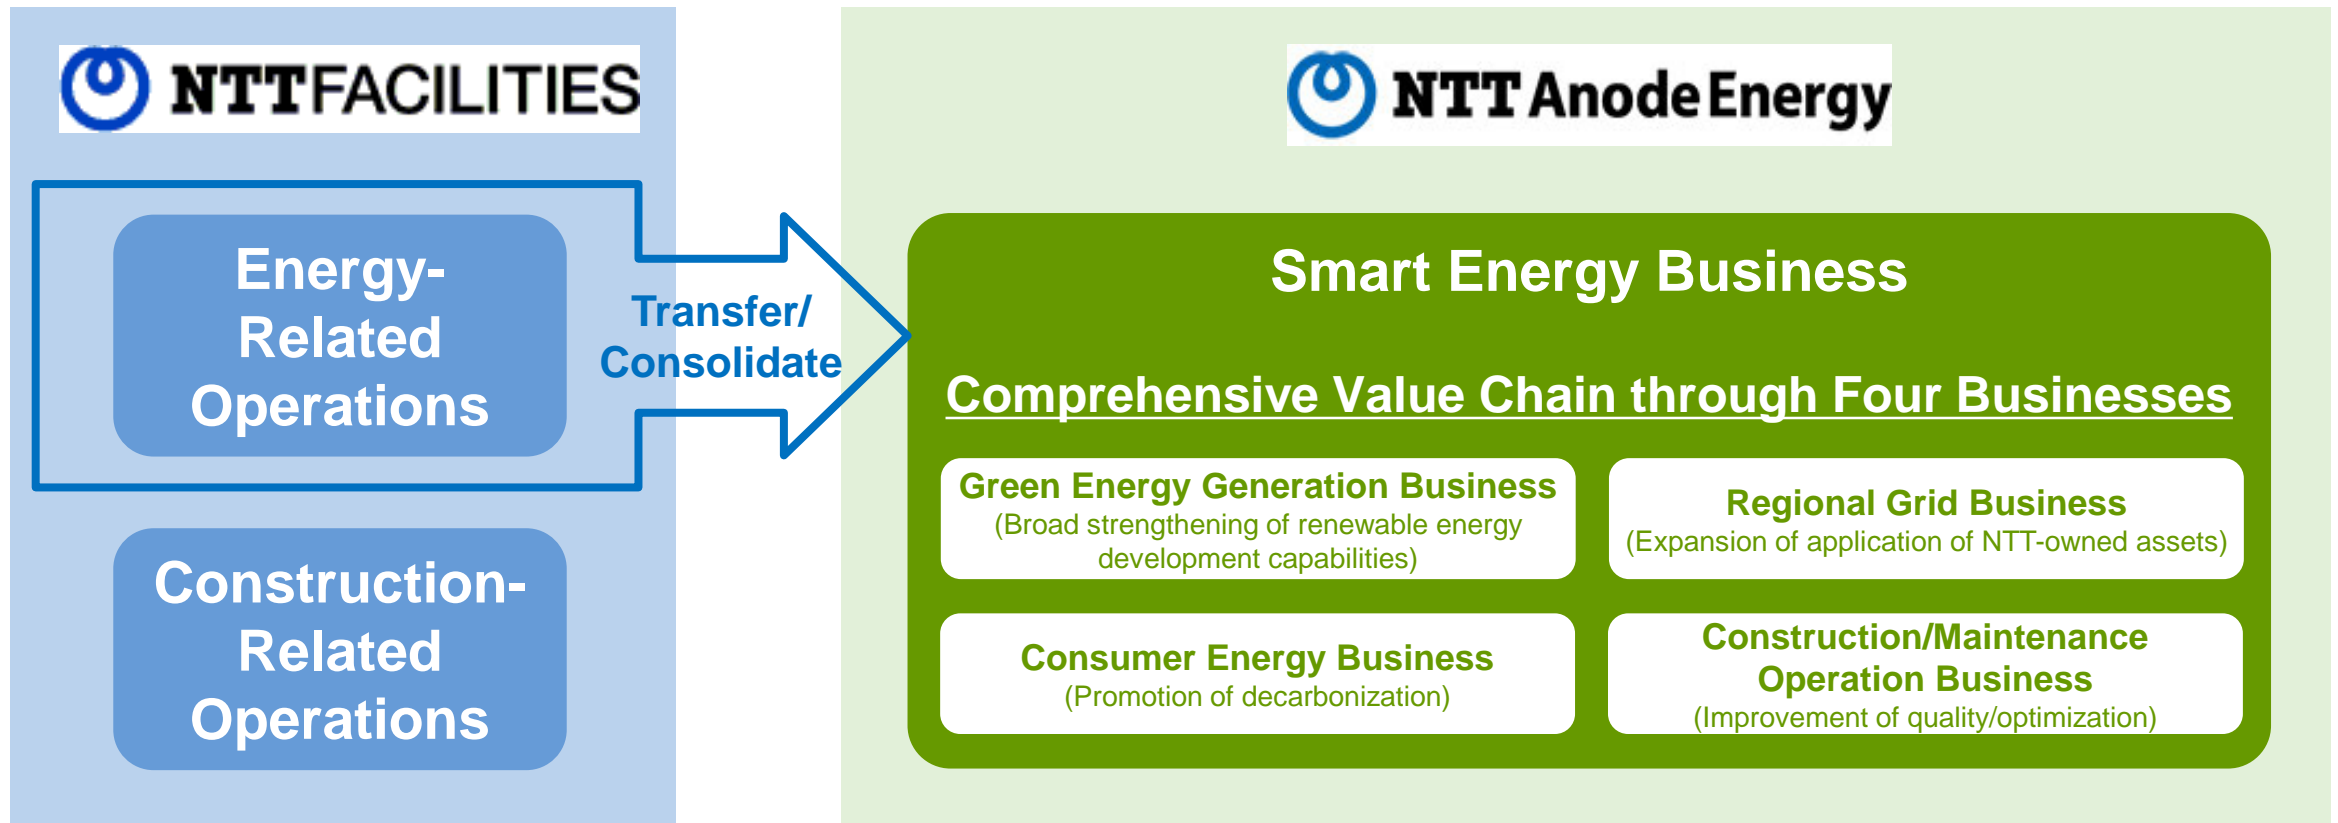 NTT FACILITIES
Energy-
Related
Operations
Construction-
Related
Operations
Transfer/
Consolidate
NTT Anode Energy
Smart Energy Business
Comprehensive Value Chain through Four Businesses
Green Energy Generation Business
(Broad strengthening of renewable energy
development capabilities)
Regional Grid Business
(Expansion of application of NTT-owned assets)
Consumer Energy Business
(Promotion of decarbonization)
Construction/Maintenance
Operation Business
(Improvement of quality/optimization)